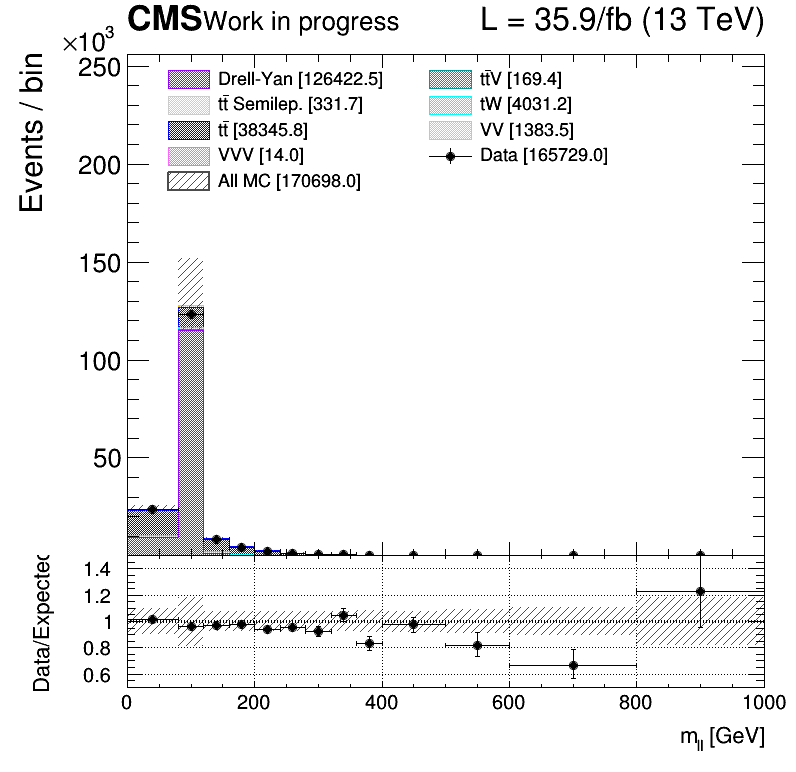 CMS Work in progress L = 35.9/fb (13 TeV)
×10³
Events / bin
250
200
150
100
50
Drell-Yan [126422.5]
tt̄ Semilep. [331.7]
tt̄ [38345.8]
VVV [14.0]
All MC [170698.0]
tt̄V [169.4]
tW [4031.2]
VV [1383.5]
Data [165729.0]
Data/Expected
1.4
1.2
1
0.8
0.6
0 200 400 600 800 1000
m_ll [GeV]